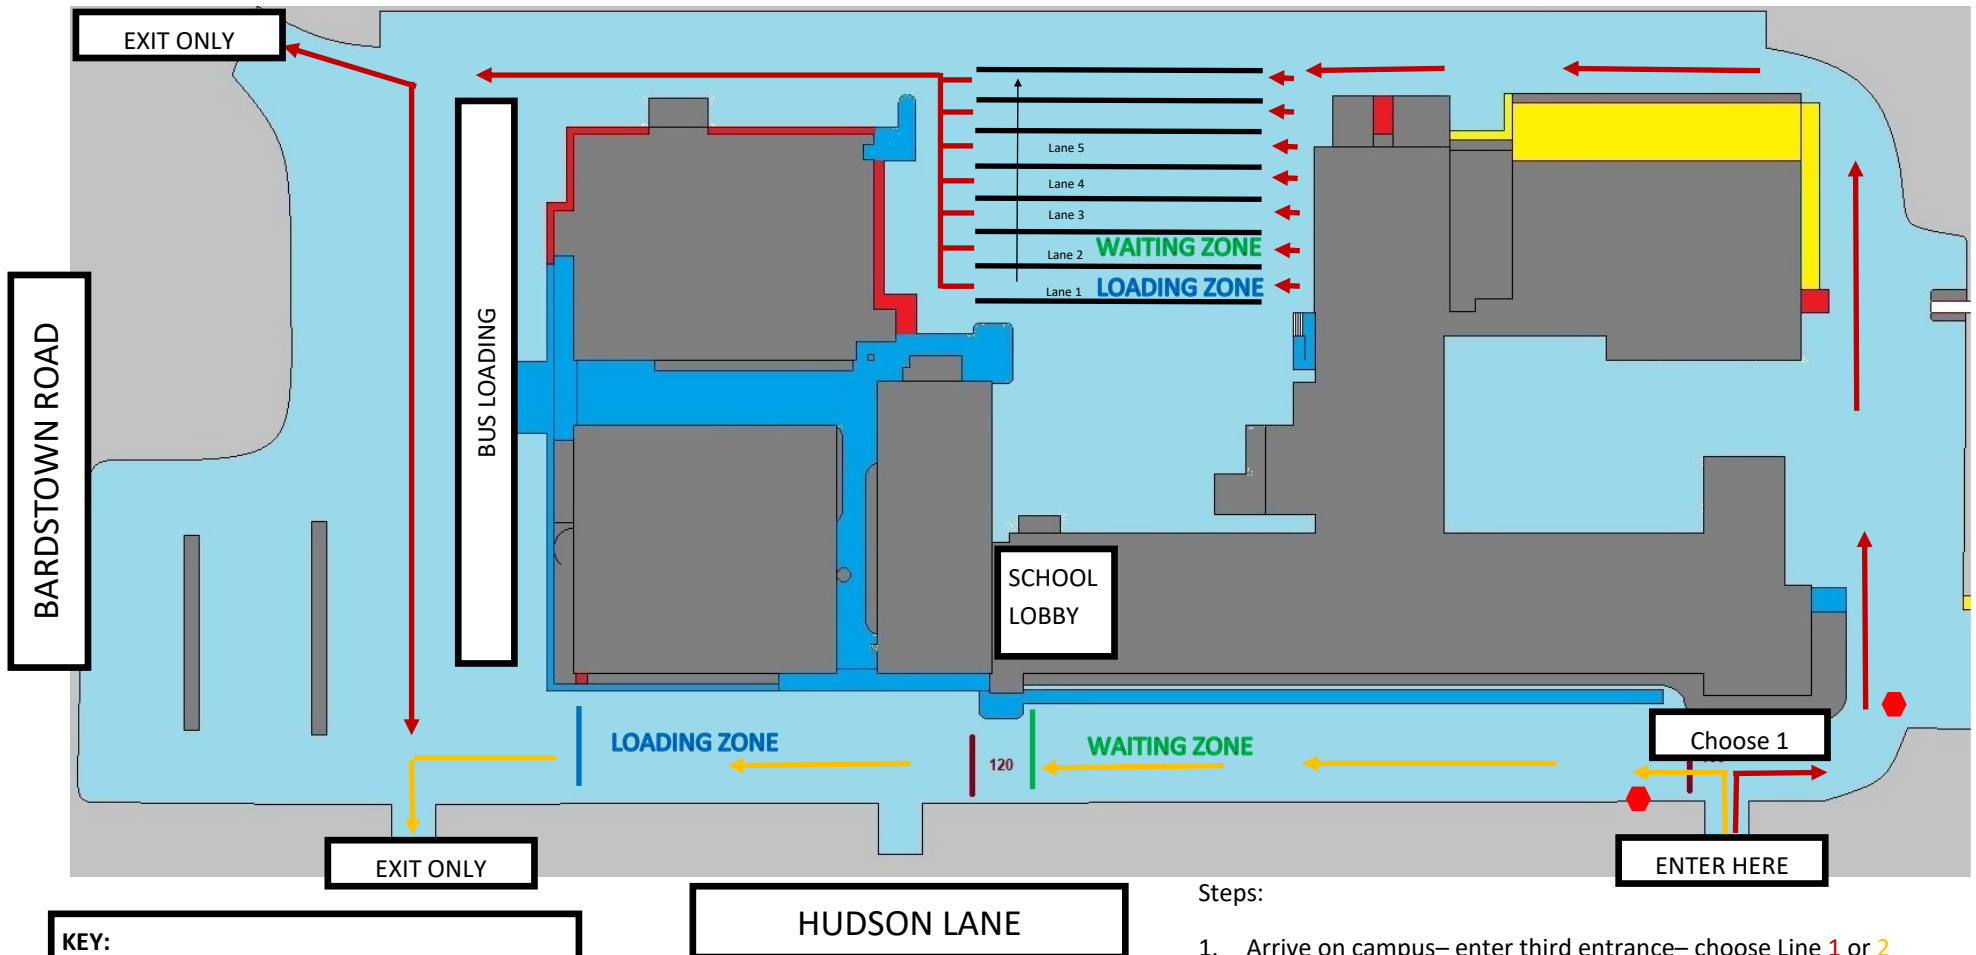 EXIT ONLY
Lane 5
Lane 4
Lane 3
Lane 2 WAITING ZONE
Lane 1 LOADING ZONE
BARDSTOWN ROAD
BUS LOADING
SCHOOL
LOBBY
LOADING ZONE
120
WAITING ZONE
Choose 1
EXIT ONLY
ENTER HERE
HUDSON LANE
KEY:
Steps:
1. Arrive on campus– enter third entrance– choose Line 1 or 2